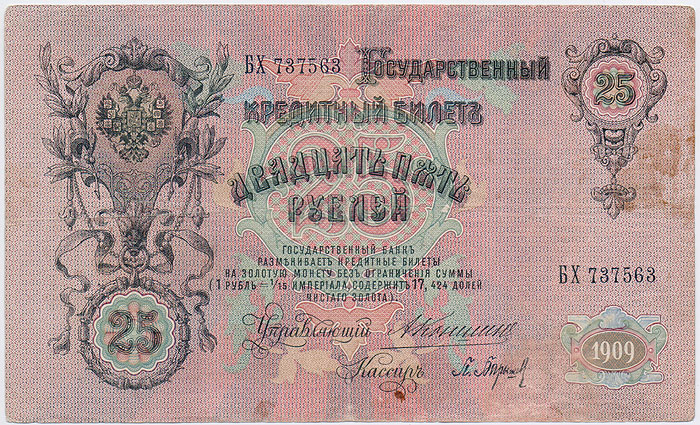 БХ 737563
Государственный
Кредитный Билетъ
25
Двадцать пять
рублей
25
Государственный Банкъ
размѣниваетъ кредитные билеты
на золотую монету безъ ограниченія суммы
(1 рубль = 1/15 имперіала, содержитъ 17, 424 долей
чистаго золота).
БХ 737563
25
Управляющій
Кассиръ
1909